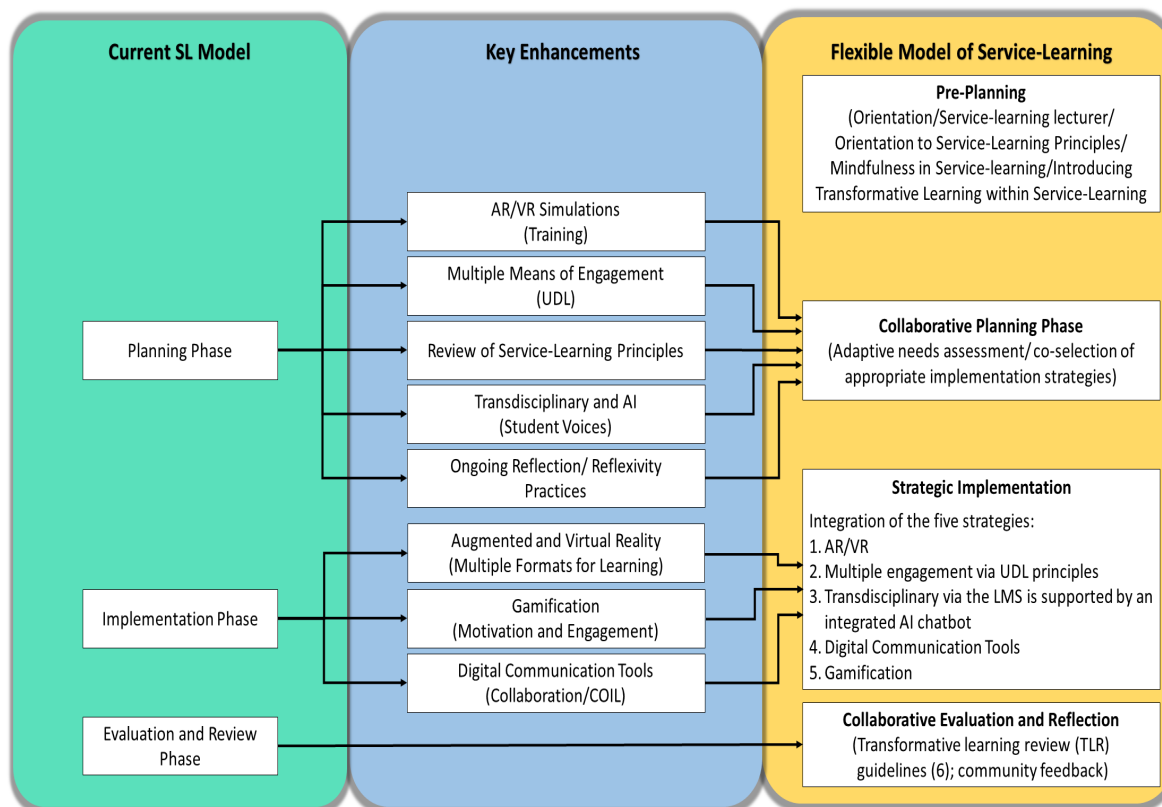 Current SL Model
Planning Phase
Implementation Phase
Evaluation and Review
Phase
Key Enhancements
AR/VR Simulations
(Training)
Multiple Means of Engagement
(UDL)
Review of Service-Learning Principles
Transdisciplinary and AI
(Student Voices)
Ongoing Reflection/ Reflexivity
Practices
Augmented and Virtual Reality
(Multiple Formats for Learning)
Gamification
(Motivation and Engagement)
Digital Communication Tools
(Collaboration/COIL)
Flexible Model of Service-Learning
Pre-Planning
(Orientation/Service-learning lecturer/
Orientation to Service-Learning Principles/
Mindfulness in Service-learning/Introducing
Transformative Learning within Service-Learning
Collaborative Planning Phase
(Adaptive needs assessment/ co-selection of
appropriate implementation strategies)
Strategic Implementation
Integration of the five strategies:
1. AR/VR
2. Multiple engagement via UDL principles
3. Transdisciplinary via the LMS is supported by an
integrated AI chatbot
4. Digital Communication Tools
5. Gamification
Collaborative Evaluation and Reflection
(Transformative learning review (TLR)
guidelines (6); community feedback)